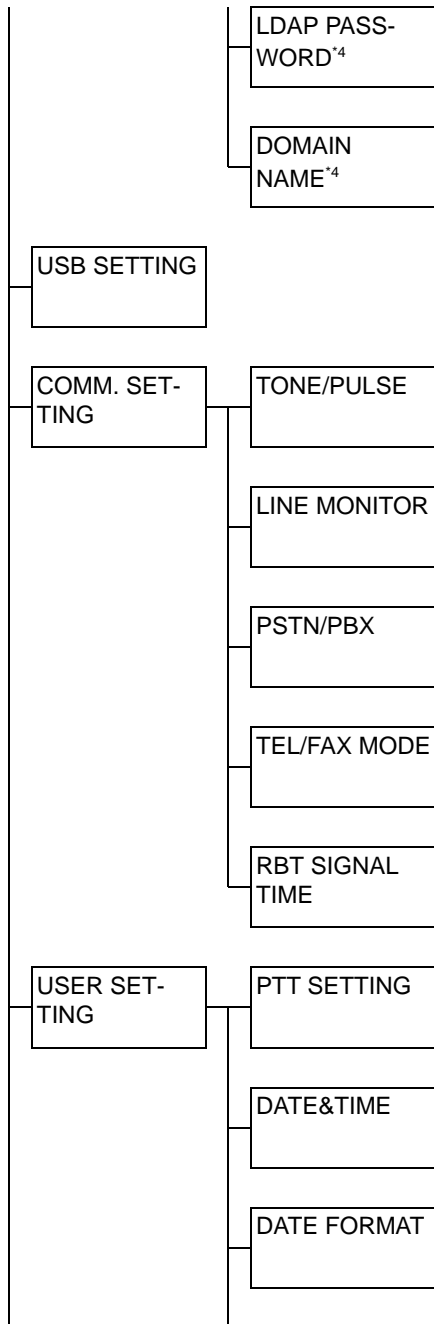 LDAP PASS-
WORD*4
DOMAIN
NAME*4
USB SETTING
COMM. SET-
TING
TONE/PULSE
LINE MONITOR
PSTN/PBX
TEL/FAX MODE
RBT SIGNAL
TIME
USER SET-
TING
PTT SETTING
DATE&TIME
DATE FORMAT